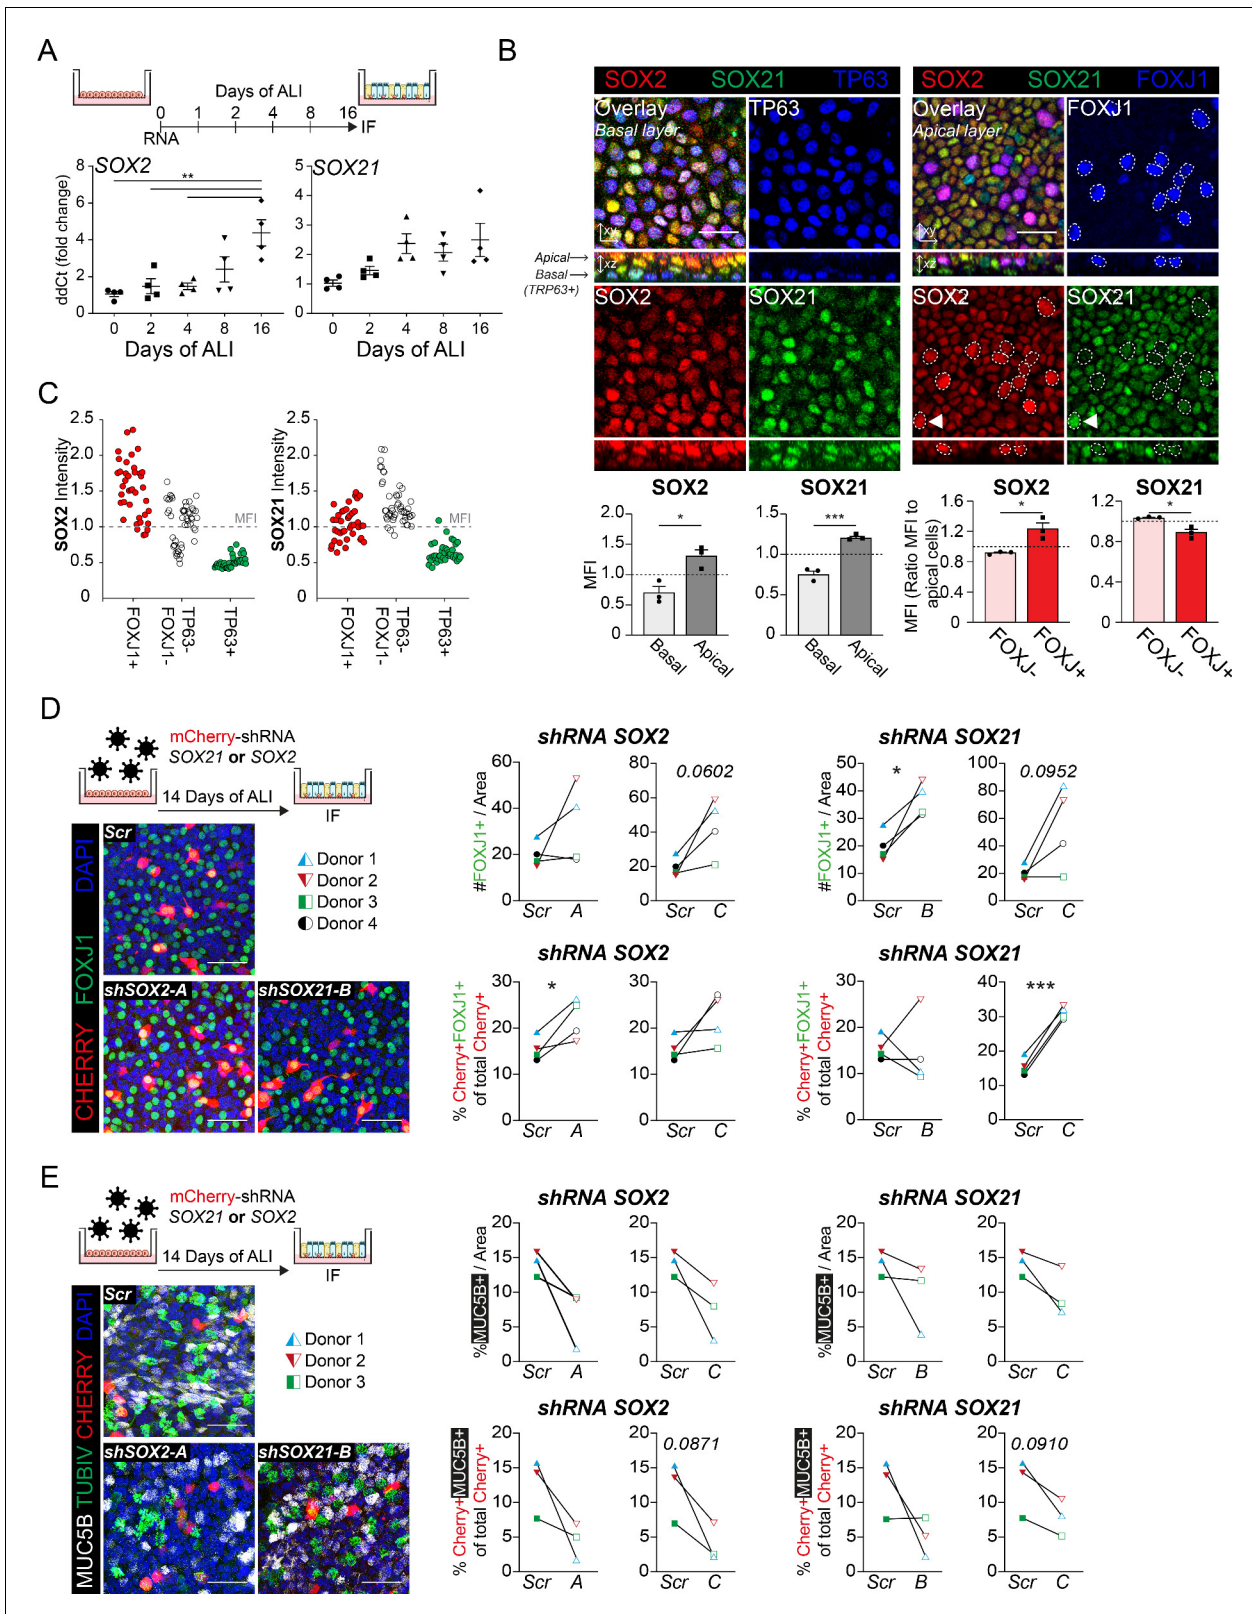 A
Days of ALI
0 1 2 4 8 16
RNA
IF
SOX2
**
8
6
4
2
0
ddCt (fold change)
0 2 4 8 16
Days of ALI
SOX21
5
4
3
2
1
0
0 2 4 8 16
Days of ALI
B
SOX2 SOX21 TP63
Overlay
Basal layer
TP63
xy
xz
Apical
Basal
(TRP63+)
SOX2
SOX21
SOX2 SOX21 FOXJ1
Overlay
Apical layer
FOXJ1
xy
xz
SOX2
SOX21
SOX2
*
2.0
1.5
1.0
0.5
0
MFI
Basal
Apical
SOX21
***
1.5
1.0
0.5
0
Basal
Apical
SOX2
*
1.6
1.2
0.8
0.4
0
MFI (Ratio MFI to
apical cells)
FOXJ-
FOXJ+
SOX21
*
1.2
0.8
0.4
0
FOXJ-
FOXJ+
C
SOX2 Intensity
2.5
2.0
1.5
1.0
0.5
0
MFI
FOXJ1+
TP63-
FOXJ1-
TP63+
SOX21 Intensity
2.5
2.0
1.5
1.0
0.5
0
MFI
FOXJ1+
TP63-
FOXJ1-
TP63+
D
mCherry-shRNA
SOX21 or SOX2
14 Days of ALI
IF
CHERRY FOXJ1 DAPI
Scr
shSOX2-A
shSOX21-B
Donor 1
Donor 2
Donor 3
Donor 4
shRNA SOX2
#FOXJ1+ / Area
60
40
20
0
Scr A
0.0602
80
60
40
20
0
Scr C
shRNA SOX21
#FOXJ1+ / Area
*
50
40
30
20
10
0
Scr B
0.0952
100
80
60
40
20
0
Scr C
shRNA SOX2
% Cherry+FOXJ1+
of total Cherry+
*
30
20
10
0
Scr A
30
20
10
0
Scr C
shRNA SOX21
% Cherry+FOXJ1+
of total Cherry+
30
20
10
0
Scr B
***
40
30
20
10
0
Scr C
E
mCherry-shRNA
SOX21 or SOX2
14 Days of ALI
IF
MUC5B TUBIV CHERRY DAPI
Scr
shSOX2-A
shSOX21-B
Donor 1
Donor 2
Donor 3
shRNA SOX2
%MUC5B+ / Area
20
15
10
5
0
Scr A
20
15
10
5
0
Scr C
shRNA SOX21
%MUC5B+ / Area
20
15
10
5
0
Scr B
20
15
10
5
0
Scr C
shRNA SOX2
% Cherry+MUC5B+
of total Cherry+
20
15
10
5
0
Scr A
0.0871
20
15
10
5
0
Scr C
shRNA SOX21
% Cherry+MUC5B+
of total Cherry+
20
15
10
5
0
Scr B
0.0910
20
15
10
5
0
Scr C